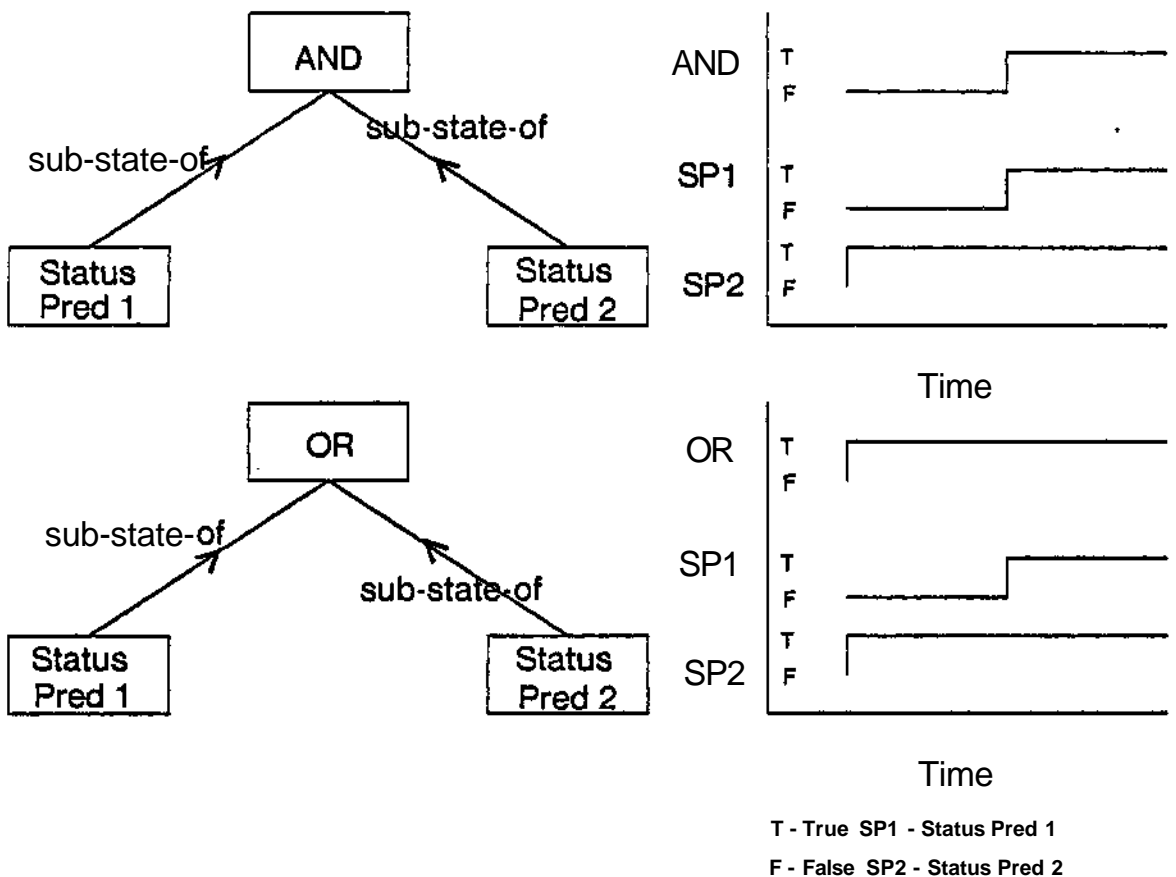 AND
sub-state-of
sub-state-of
Status
Pred 1
Status
Pred 2
AND
T
F
SP1
T
F
SP2
T
F
Time
OR
sub-state-of
sub-state-of
Status
Pred 1
Status
Pred 2
OR
T
F
SP1
T
F
SP2
T
F
Time
T - True SP1 - Status Pred 1
F - False SP2 - Status Pred 2